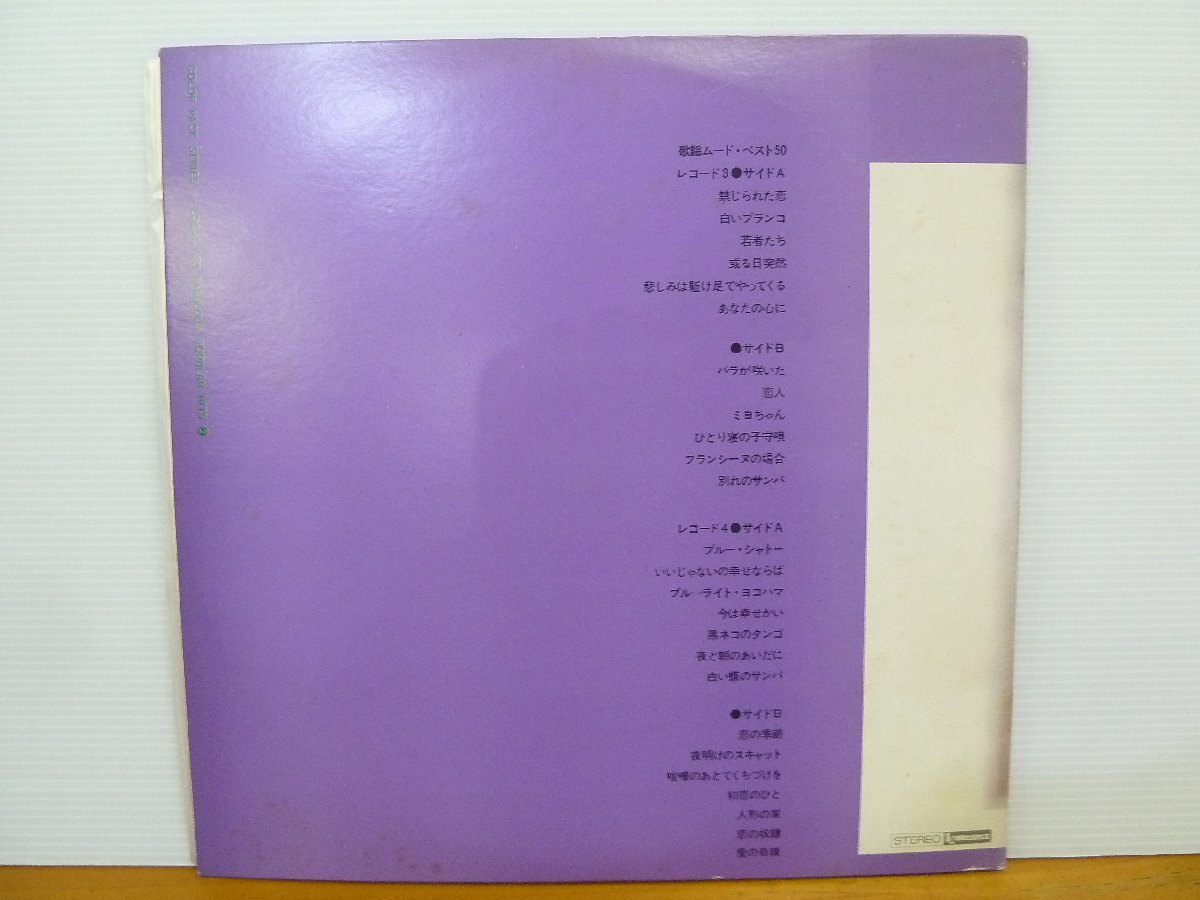 歌謡ムード・ベスト50
レコード3●サイドA
禁じられた恋
白いブランコ
若者たち
或る日突然
悲しみは駈け足でやってくる
あなたの心に
●サイドB
バラが咲いた
恋人
ミヨちゃん
ひとり寝の子守唄
フランシーヌの場合
別れのサンバ
レコード4●サイドA
ブルー・シャトー
いいじゃないの幸せならば
ブルーライト・ヨコハマ
今は幸せかい
黒ネコのタンゴ
夜と朝のあいだに
白い蝶のサンバ
●サイドB
恋の季節
夜明けのスキャット
喧嘩のあとでくちづけを
初恋のひと
人形の家
恋の奴隷
愛の奇蹟
COLOR PACK SERIES
POPULAR HITS 2
STEREO